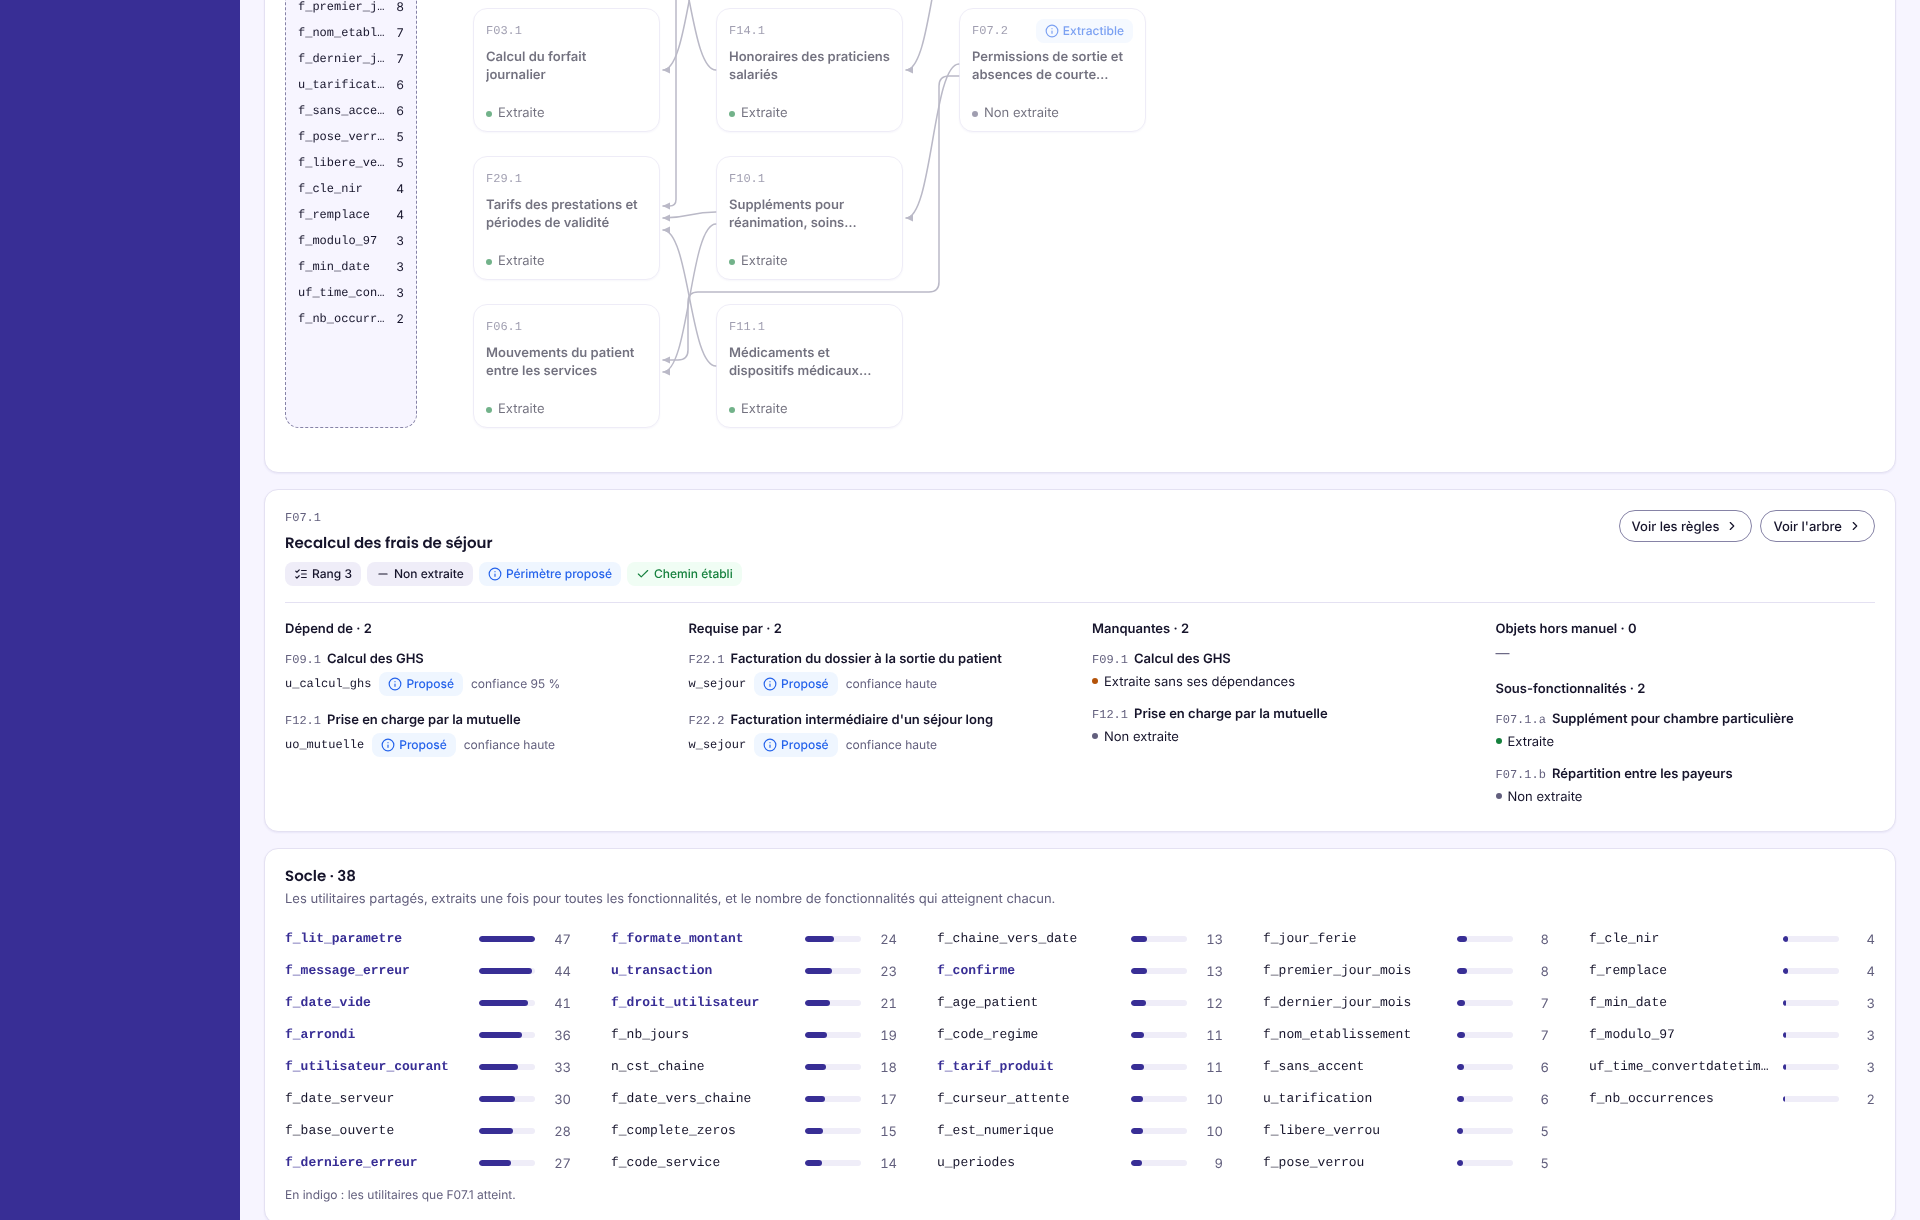 f_premier_j… 8
f_nom_etabl… 7
f_dernier_j… 7
u_tarificat… 6
f_sans_acce… 6
f_pose_verr… 5
f_libere_ve… 5
f_cle_nir 4
f_remplace 4
f_modulo_97 3
f_min_date 3
uf_time_con… 3
f_nb_occurr… 2
F03.1
Calcul du forfait
journalier
Extraite
F14.1
Honoraires des praticiens
salariés
Extraite
F07.2 Extractible
Permissions de sortie et
absences de courte…
Non extraite
F29.1
Tarifs des prestations et
périodes de validité
Extraite
F10.1
Suppléments pour
réanimation, soins…
Extraite
F06.1
Mouvements du patient
entre les services
Extraite
F11.1
Médicaments et
dispositifs médicaux…
Extraite
F07.1
Recalcul des frais de séjour
Voir les règles
Voir l'arbre
Rang 3 Non extraite Périmètre proposé Chemin établi
Dépend de · 2
F09.1 Calcul des GHS
u_calcul_ghs Proposé confiance 95 %
F12.1 Prise en charge par la mutuelle
uo_mutuelle Proposé confiance haute
Requise par · 2
F22.1 Facturation du dossier à la sortie du patient
w_sejour Proposé confiance haute
F22.2 Facturation intermédiaire d'un séjour long
w_sejour Proposé confiance haute
Manquantes · 2
F09.1 Calcul des GHS
Extraite sans ses dépendances
F12.1 Prise en charge par la mutuelle
Non extraite
Objets hors manuel · 0
—
Sous-fonctionnalités · 2
F07.1.a Supplément pour chambre particulière
Extraite
F07.1.b Répartition entre les payeurs
Non extraite
Socle · 38
Les utilitaires partagés, extraits une fois pour toutes les fonctionnalités, et le nombre de fonctionnalités qui atteignent chacun.
f_lit_parametre 47
f_message_erreur 44
f_date_vide 41
f_arrondi 36
f_utilisateur_courant 33
f_date_serveur 30
f_base_ouverte 28
f_derniere_erreur 27
f_formate_montant 24
u_transaction 23
f_droit_utilisateur 21
f_nb_jours 19
n_cst_chaine 18
f_date_vers_chaine 17
f_complete_zeros 15
f_code_service 14
f_chaine_vers_date 13
f_confirme 13
f_age_patient 12
f_code_regime 11
f_tarif_produit 11
f_curseur_attente 10
f_est_numerique 10
u_periodes 9
f_jour_ferie 8
f_premier_jour_mois 8
f_dernier_jour_mois 7
f_nom_etablissement 7
f_sans_accent 6
u_tarification 6
f_libere_verrou 5
f_pose_verrou 5
f_cle_nir 4
f_remplace 4
f_min_date 3
f_modulo_97 3
uf_time_convertdatetim… 3
f_nb_occurrences 2
En indigo : les utilitaires que F07.1 atteint.